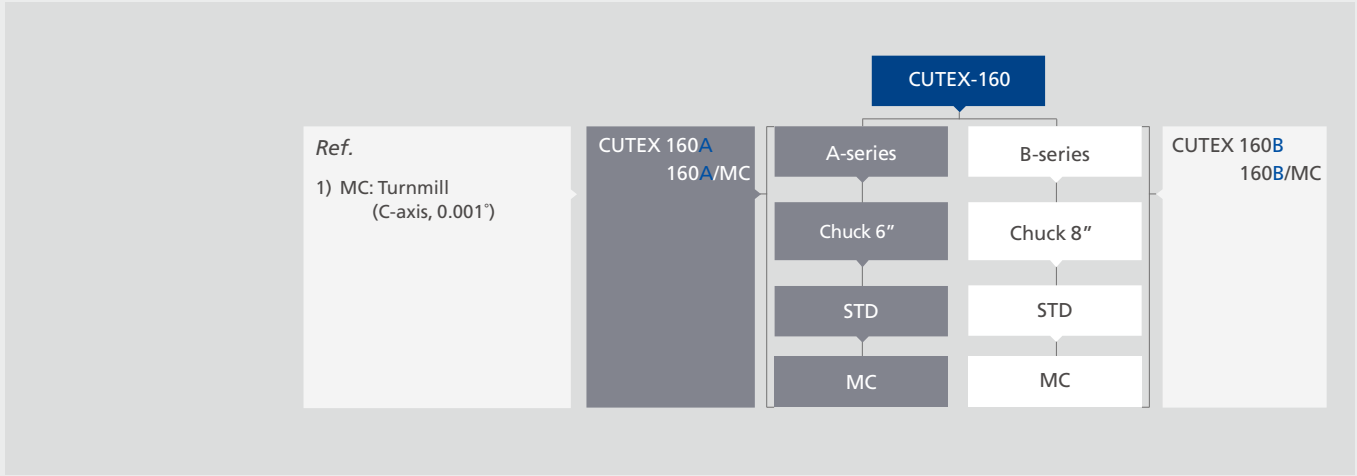 CUTEX-160
Ref.
1) MC: Turnmill
(C-axis, 0.001°)
CUTEX 160A
160A/MC
A-series
Chuck 6”
STD
MC
B-series
Chuck 8”
STD
MC
CUTEX 160B
160B/MC